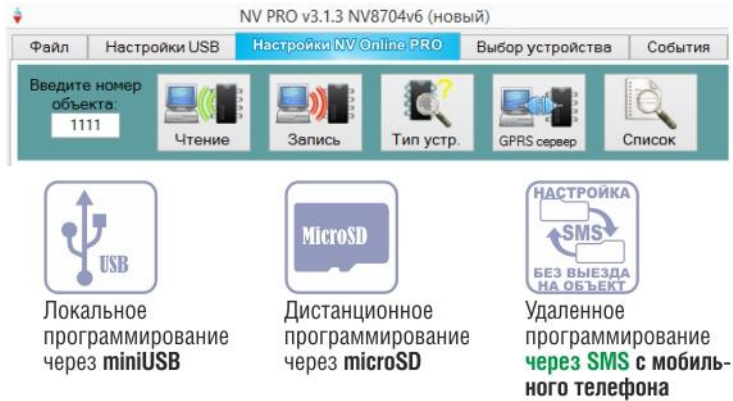 NV PRO v3.1.3 NV8704v6 (новый)
Файл Настройки USB Настройки NV Online PRO Выбор устройства События
Введите номер
объекта:
1111
Чтение Запись Тип устр. GPRS сервер Список
USB
MicroSD
НАСТРОЙКА
SMS
БЕЗ ВЫЕЗДА
НА ОБЪЕКТ
Локальное
программирование
через miniUSB
Дистанционное
программирование
через microSD
Удаленное
программирование
через SMS с мобиль-
ного телефона